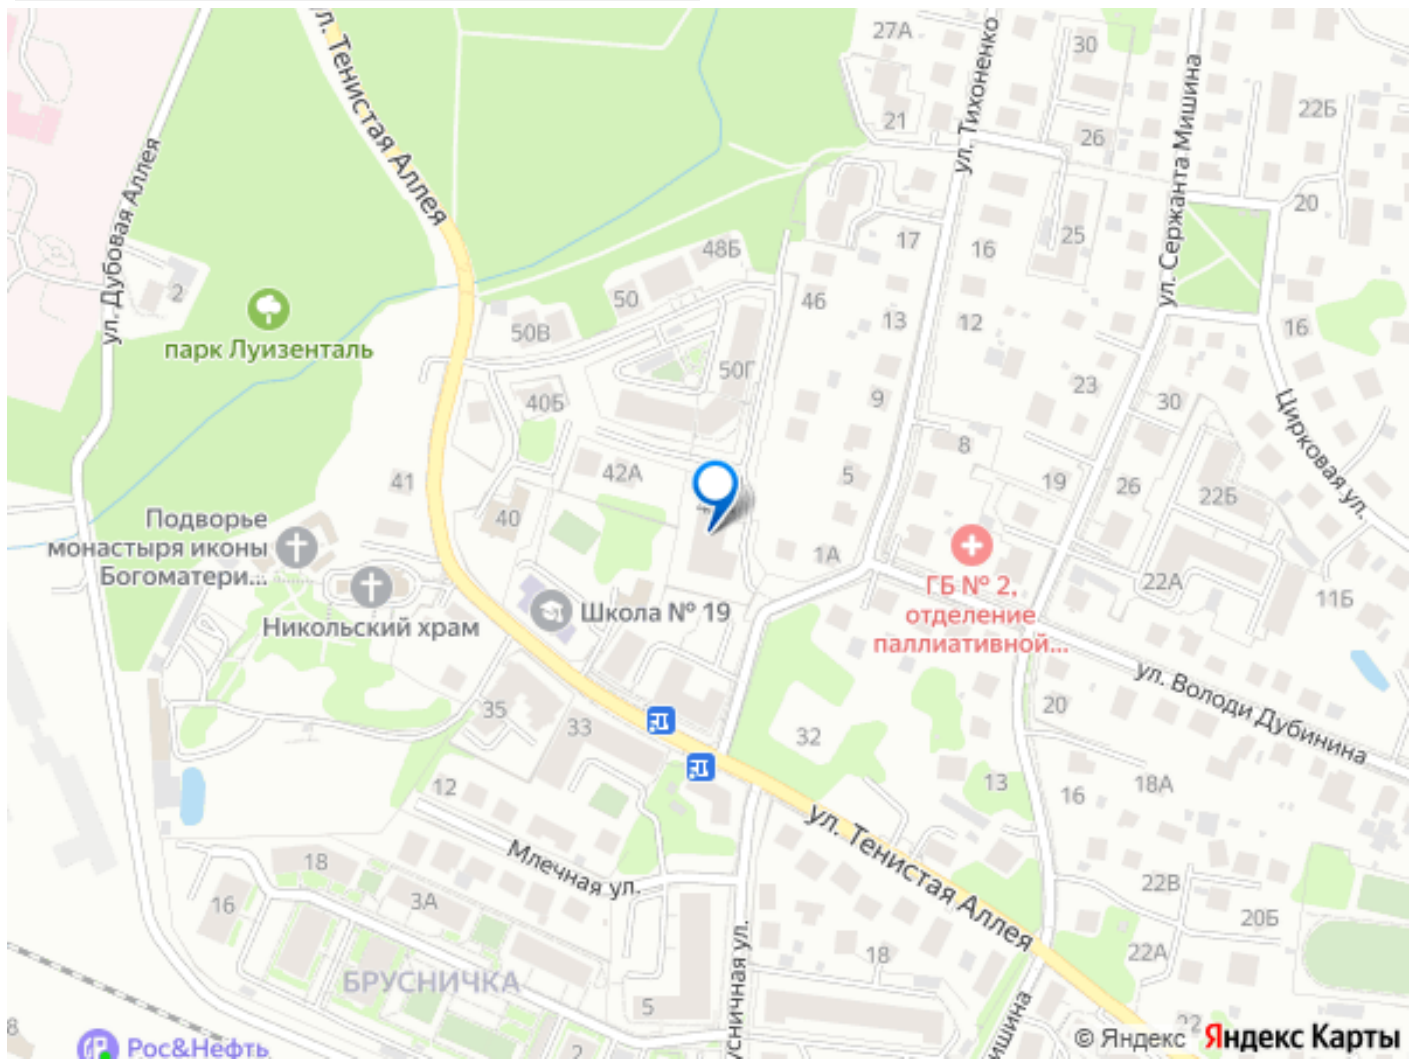 27А
30
ул. Тенистая Аллея
ул. Тихоненко
ул. Сержанта Мишина
22Б
21
26
ул. Дубовая Аллея
20
17
16
25
48Б
2
50
46
парк Луизенталь
50В
13
12
16
50Г
23
40Б
9
30
Цирковая ул.
8
42А
5
41
19
26
22Б
Подворье
монастыря иконы
Богоматери...
40
1А
ГБ № 2,
отделение
паллиативной...
22А
11Б
Школа № 19
Никольский храм
ул. Володи Дубинина
35
33
32
20
12
13
16
18А
ул. Тенистая Аллея
Млечная ул.
18
3А
16
22В
20Б
22А
18
БРУСНИЧКА
5
2
22
8
Рос&Нефть
© Яндекс Яндекс Карты